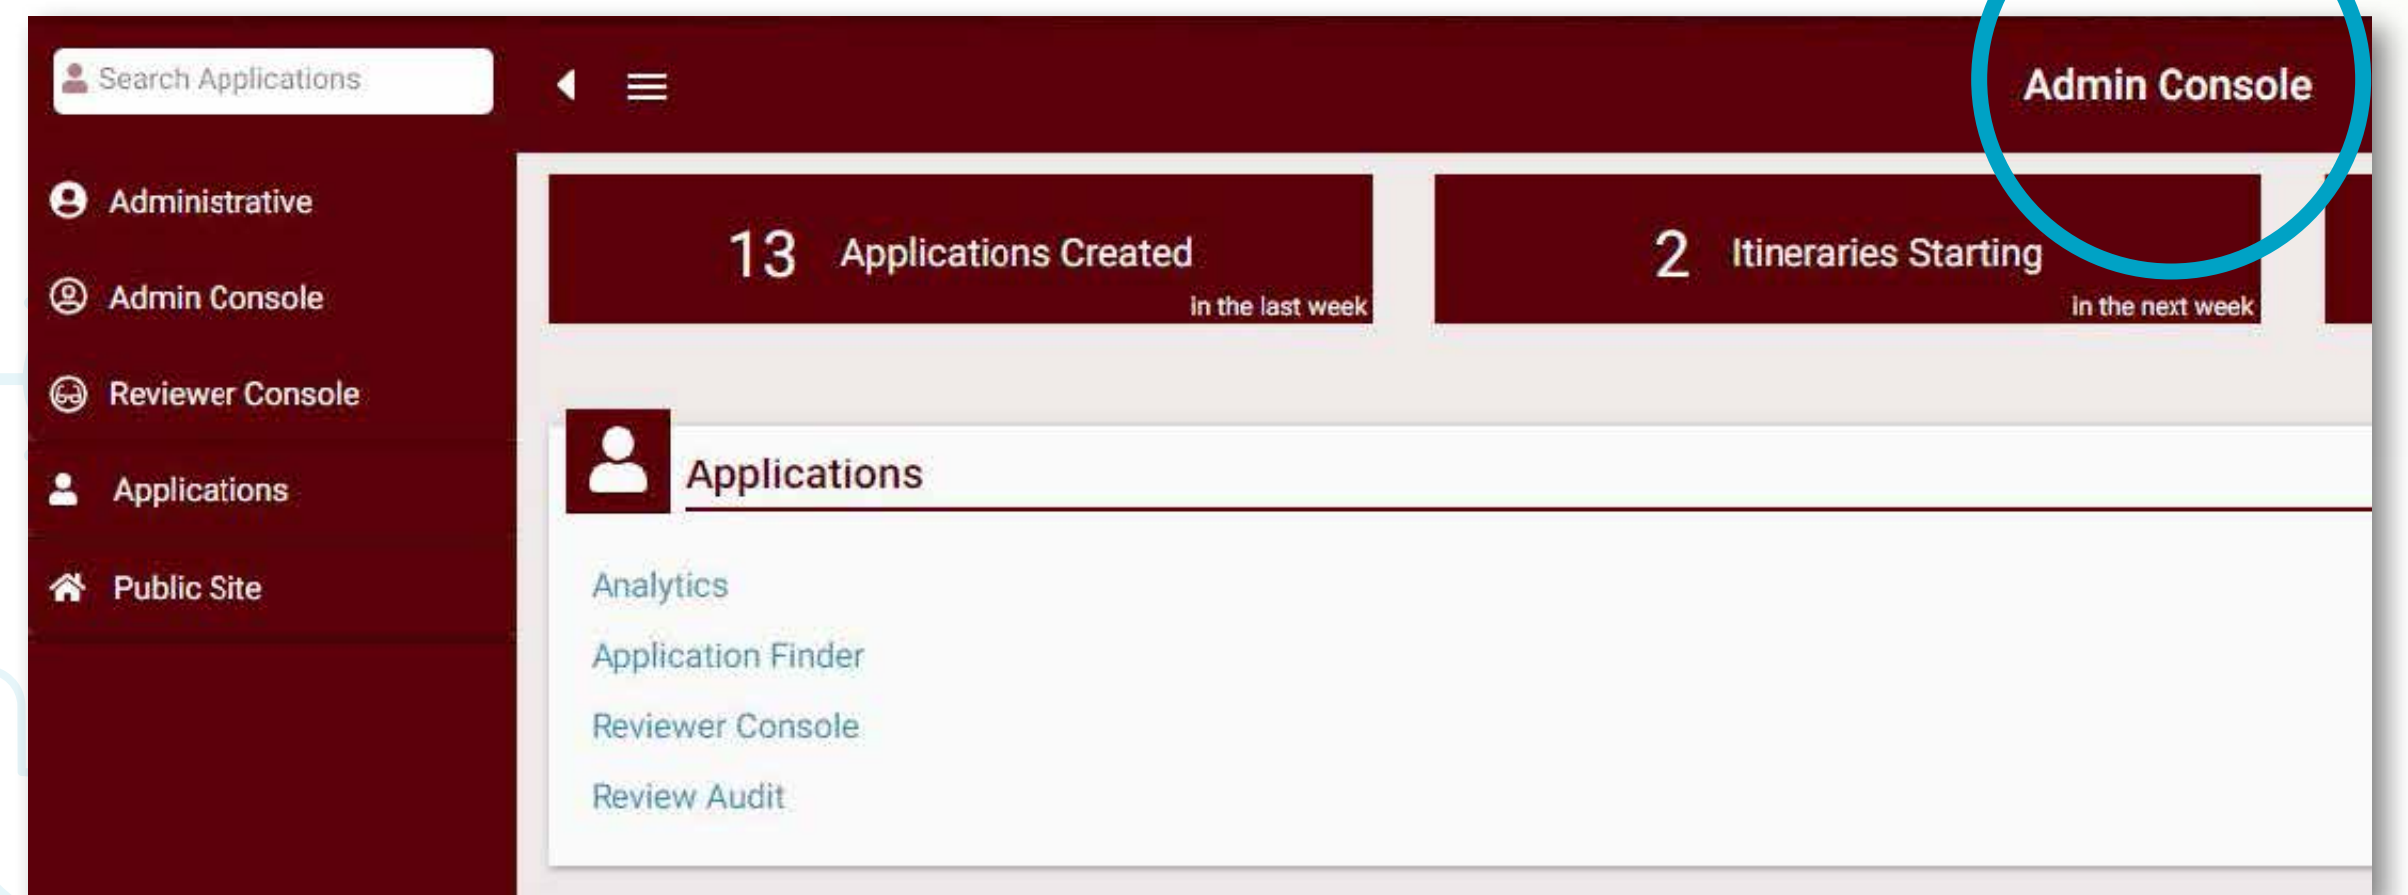 Search Applications
Admin Console
Administrative
Admin Console
Reviewer Console
Applications
Public Site
13 Applications Created
in the last week
2 Itineraries Starting
in the next week
Applications
Analytics
Application Finder
Reviewer Console
Review Audit